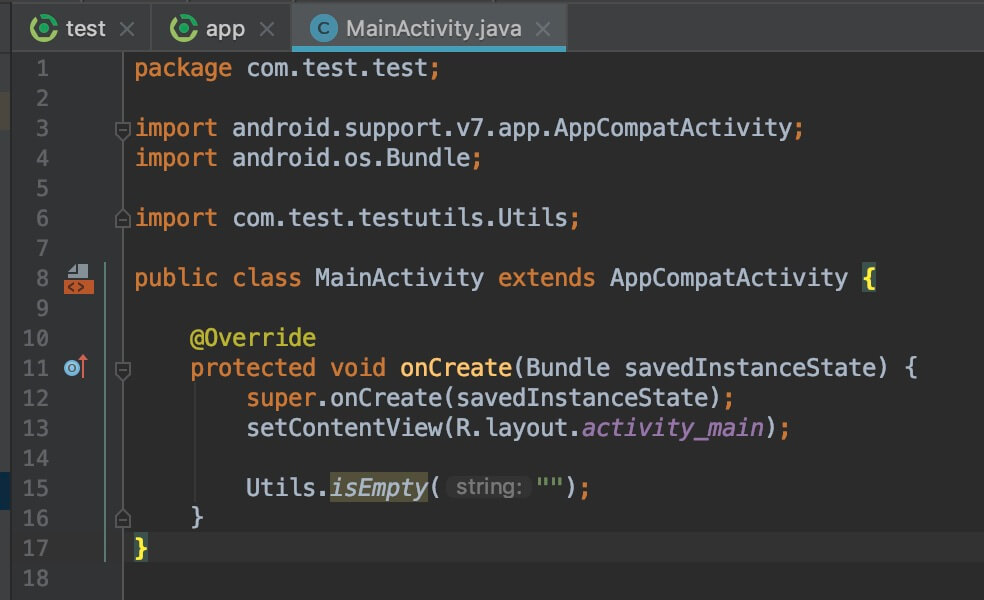 test app MainActivity.java
1 package com.test.test;
2
3 import android.support.v7.app.AppCompatActivity;
4 import android.os.Bundle;
5
6 import com.test.testutils.Utils;
7
8 public class MainActivity extends AppCompatActivity {
9
10 @Override
11 protected void onCreate(Bundle savedInstanceState) {
12 super.onCreate(savedInstanceState);
13 setContentView(R.layout.activity_main);
14
15 Utils.isEmpty( string: "");
16 }
17 }
18